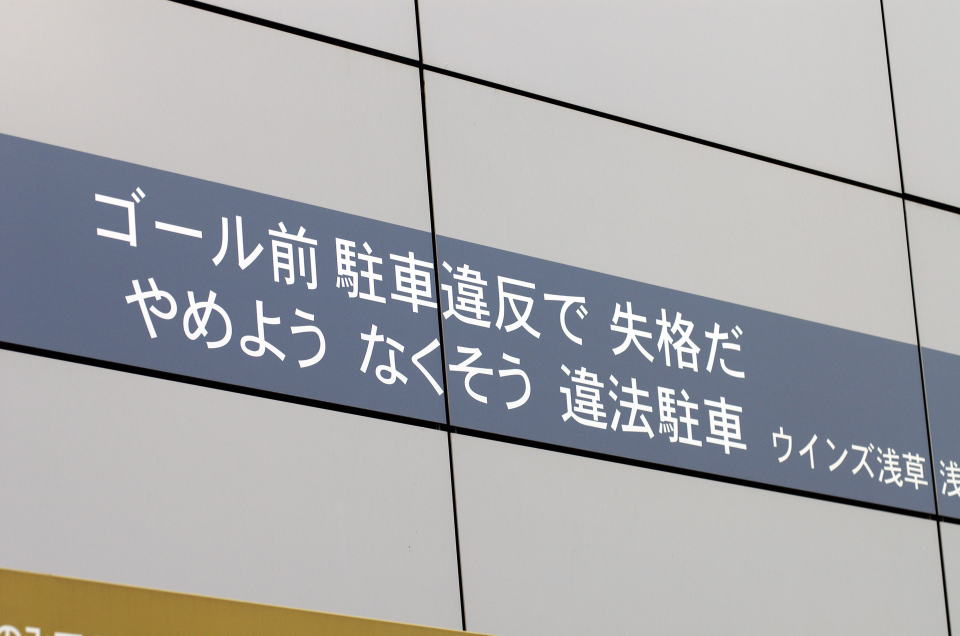 ゴール前 駐車違反で 失格だ
やめよう なくそう 違法駐車
ウインズ浅草 浅